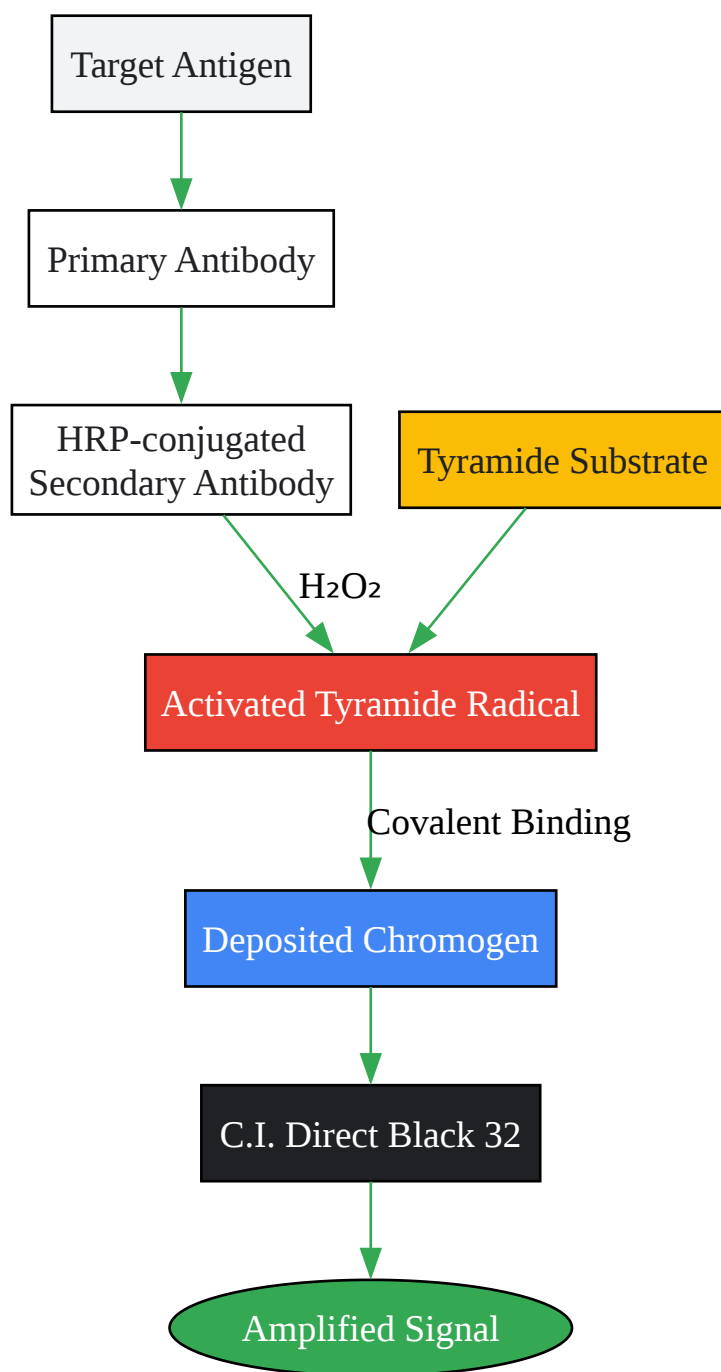 Target Antigen
Primary Antibody
HRP-conjugated
Secondary Antibody
Tyramide Substrate
H₂O₂
Activated Tyramide Radical
Covalent Binding
Deposited Chromogen
C.I. Direct Black 32
Amplified Signal